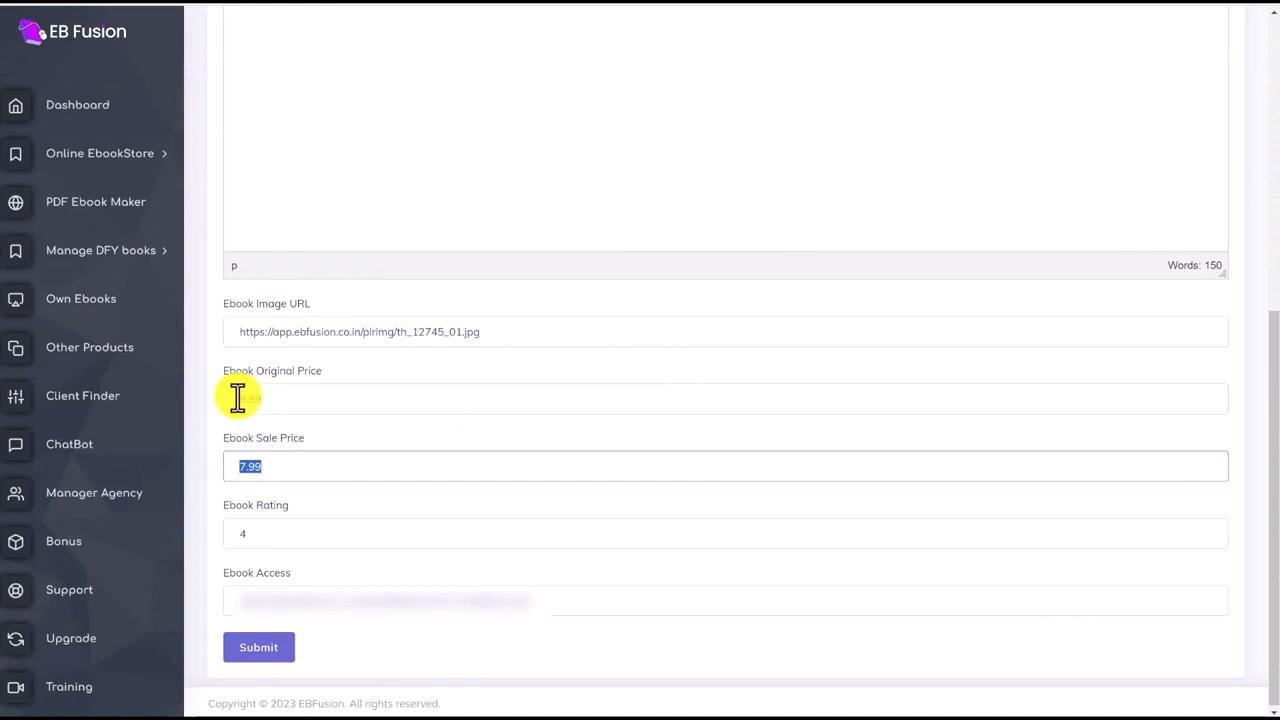 EB Fusion
Dashboard
Online EbookStore
PDF Ebook Maker
Manage DFY books
Own Ebooks
Other Products
Client Finder
ChatBot
Manager Agency
Bonus
Support
Upgrade
Training
p
Words: 150
Ebook Image URL
https://app.ebfusion.co.in/plrimg/th_12745_01.jpg
Ebook Original Price
9.99
Ebook Sale Price
7.99
Ebook Rating
4
Ebook Access
Submit
Copyright © 2023 EBFusion. All rights reserved.